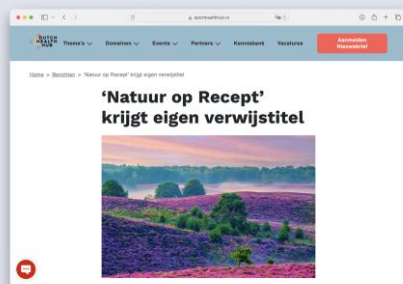 dutchhealthhub.nl
DUTCH
HEALTH
HUB
Thema's
Domeinen
Events
Partners
Kennisbank
Vacatures
Aanmelden
Nieuwsbrief
Home > Berichten > 'Natuur op Recept' krijgt eigen verwijstitel
‘Natuur op Recept’
krijgt eigen verwijstitel